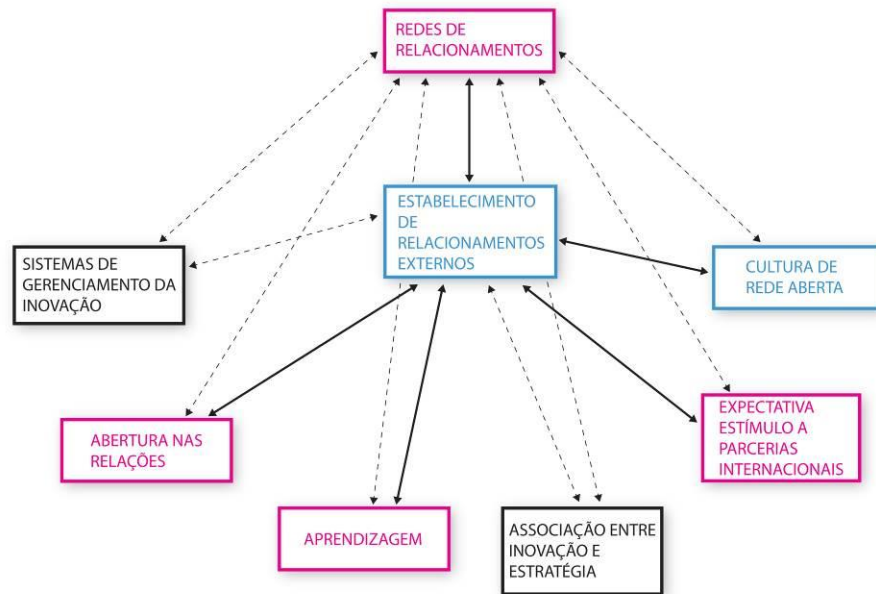 REDES DE
RELACIONAMENTOS
ESTABELECIMENTO
DE
RELACIONAMENTOS
EXTERNOS
SISTEMAS DE
GERENCIAMENTO DA
INOVAÇÃO
CULTURA DE
REDE ABERTA
ABERTURA NAS
RELAÇÕES
EXPECTATIVA
ESTÍMULO A
PARCERIAS
INTERNACIONAIS
APRENDIZAGEM
ASSOCIAÇÃO ENTRE
INOVAÇÃO E
ESTRATÉGIA